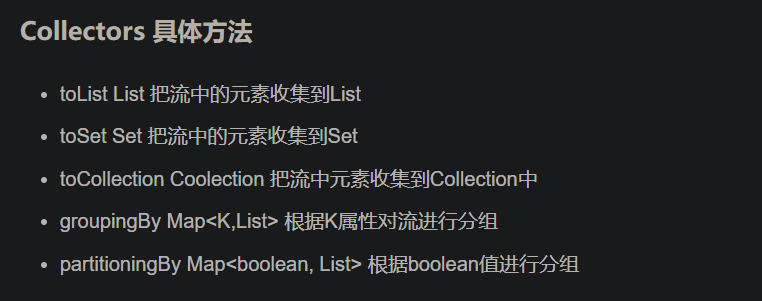 Collectors 具体方法
toList List 把流中的元素收集到List
toSet Set 把流中的元素收集到Set
toCollection Coolection 把流中元素收集到Collection中
groupingBy Map<K,List> 根据K属性对流进行分组
partitioningBy Map<boolean, List> 根据boolean值进行分组